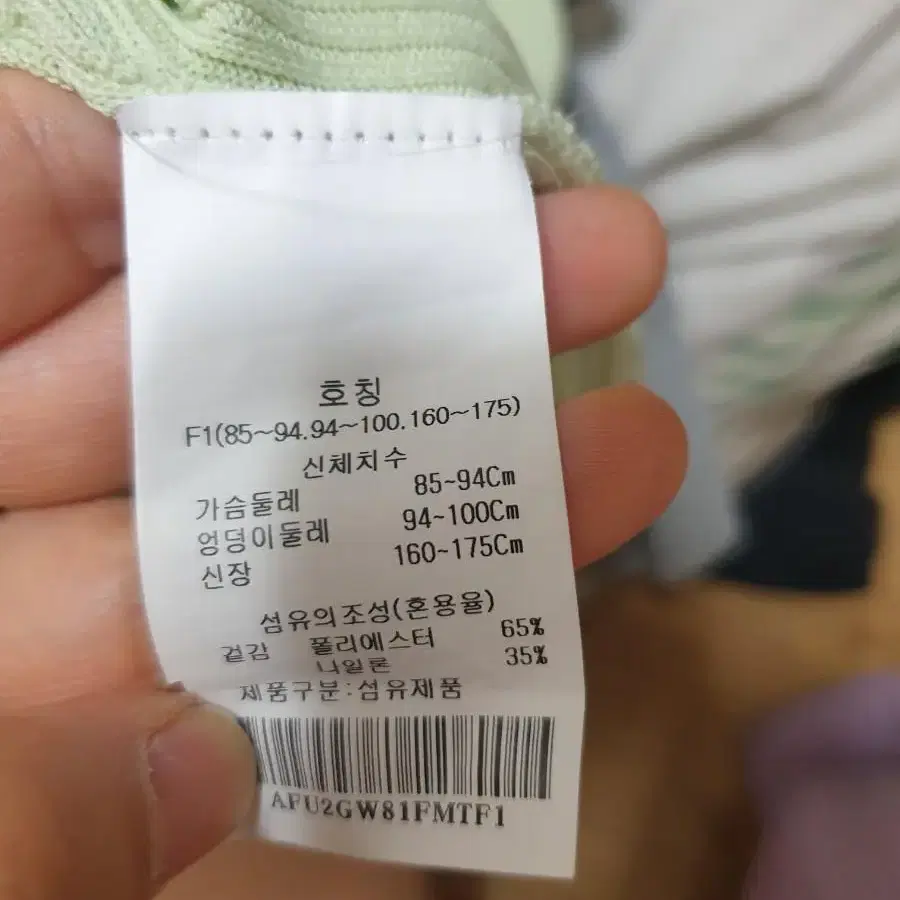 호칭
F1(85~94.94~100.160~175)
신체치수
가슴둘레 85~94Cm
엉덩이둘레 94~100Cm
신장 160~175Cm
섬유의조성(혼용율)
겉감 폴리에스터 65%
나일론 35%
제품구분:섬유제품
AFU2GW81FMTF1